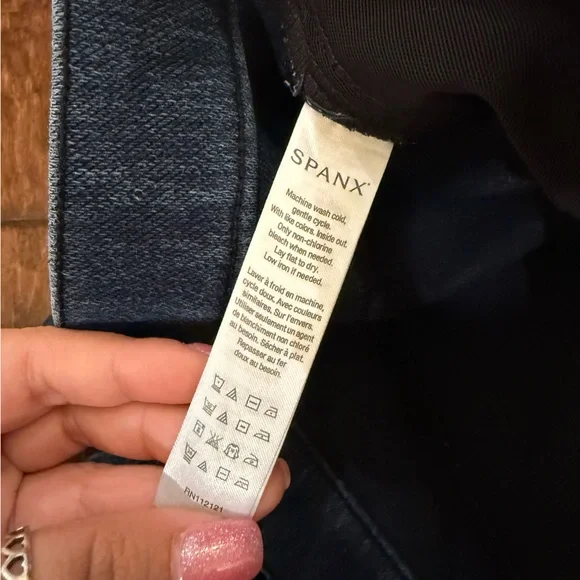 SPANX®
Machine wash cold,
gentle cycle.
With like colors. Inside out.
Only non-chlorine
bleach when needed.
Lay flat to dry.
Low iron if needed.
Laver à froid en machine,
cycle doux. Avec couleurs
similaires. Sur l'envers.
Utiliser seulement un agent
de blanchiment non chloré
au besoin. Sécher à plat.
Repasser au fer
doux au besoin.
RN112121